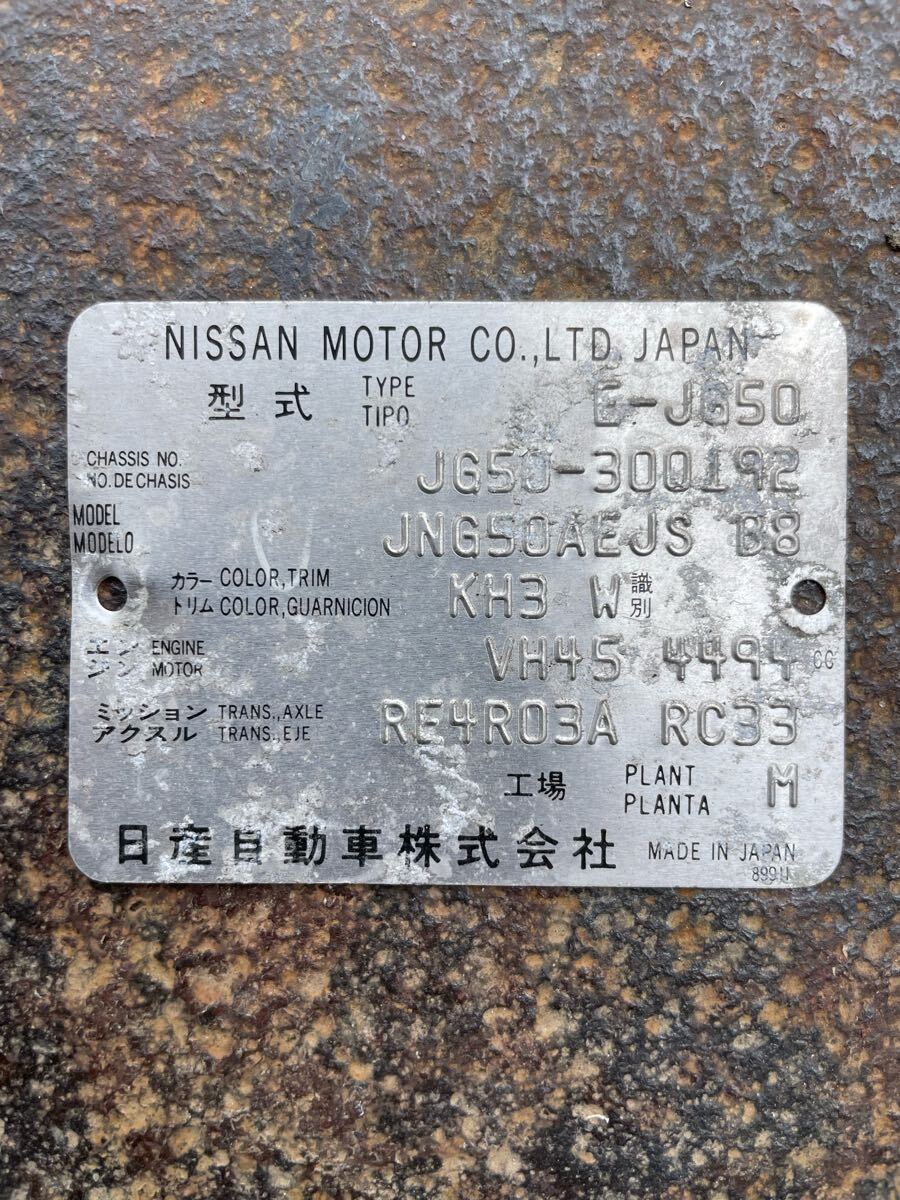 NISSAN MOTOR CO.,LTD. JAPAN
型式 TYPE TIPO E-JG50
CHASSIS NO. NO.DE CHASIS JG50-300192
MODEL MODELO JNG50AEJS B8
カラー COLOR,TRIM トリム COLOR,GUARNICION KH3 W 識別
エンジン ENGINE MOTOR VH45 4494 CC
ミッション TRANS.,AXLE アクスル TRANS.,EJE RE4R03A RC33
工場 PLANT PLANTA M
日産自動車株式会社 MADE IN JAPAN